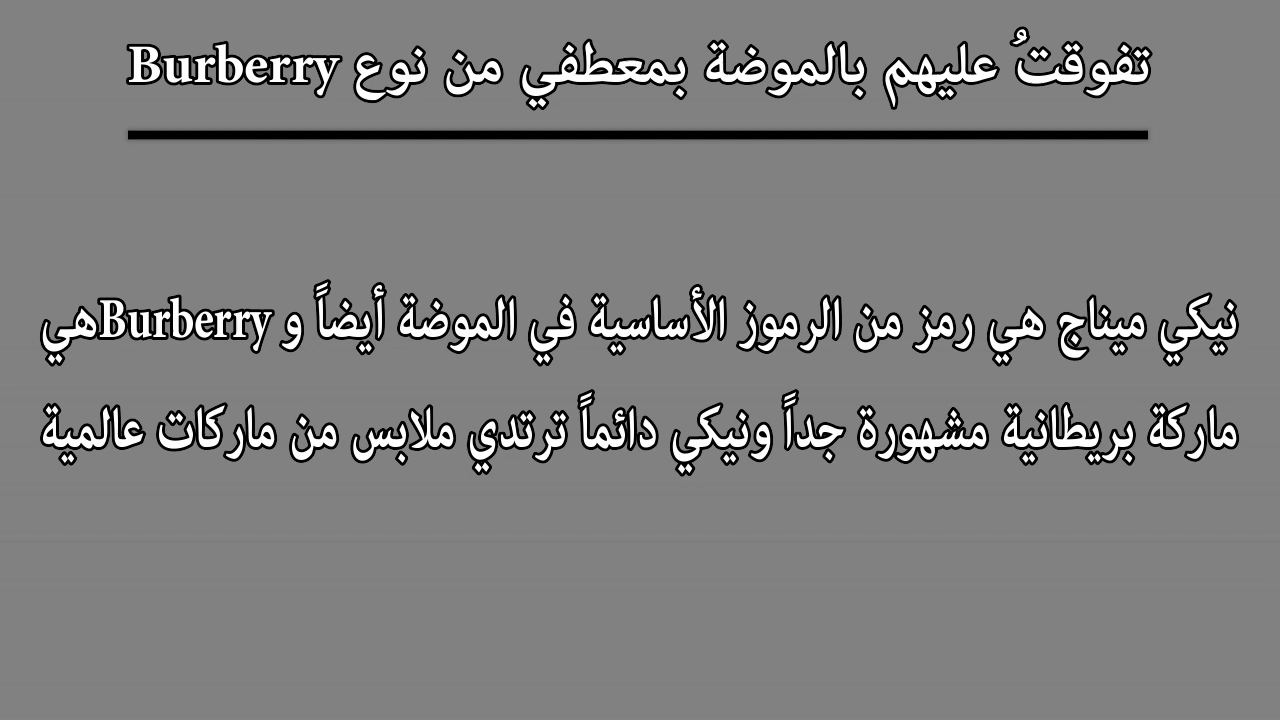 تفوقتُ عليهم بالموضة بمعطفي من نوع Burberry
نيكي ميناج هي رمز من الرموز الأساسية في الموضة أيضاً و Burberryهي
ماركة بريطانية مشهورة جداً ونيكي دائماً ترتدي ملابس من ماركات عالمية